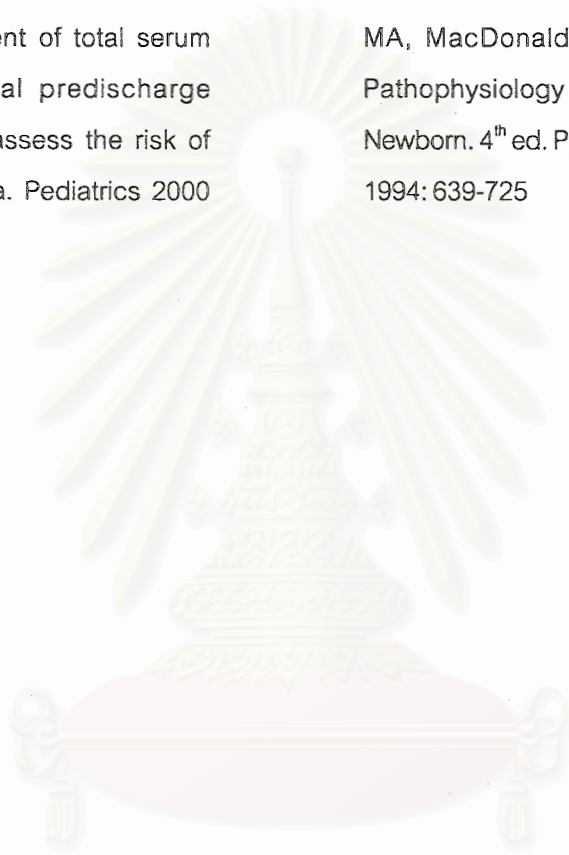 nt of total serum
al predischarge
assess the risk of
a. Pediatrics 2000
MA, MacDonald
Pathophysiology
Newborn. 4th ed. P
1994: 639-725